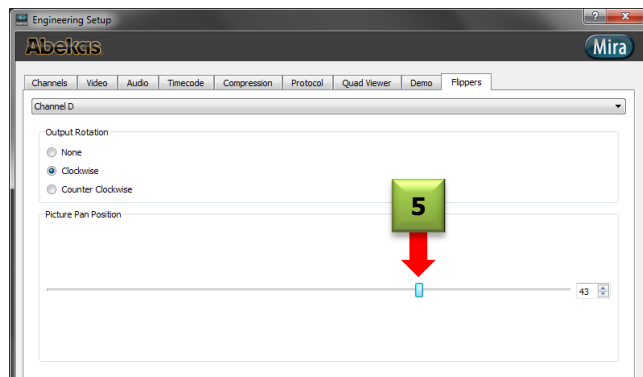 Engineering Setup
Abekas
Mira
Channels Video Audio Timecode Compression Protocol Quad Viewer Demo Flippers
Channel D
Output Rotation
None
Clockwise
Counter Clockwise
Picture Pan Position
5
43